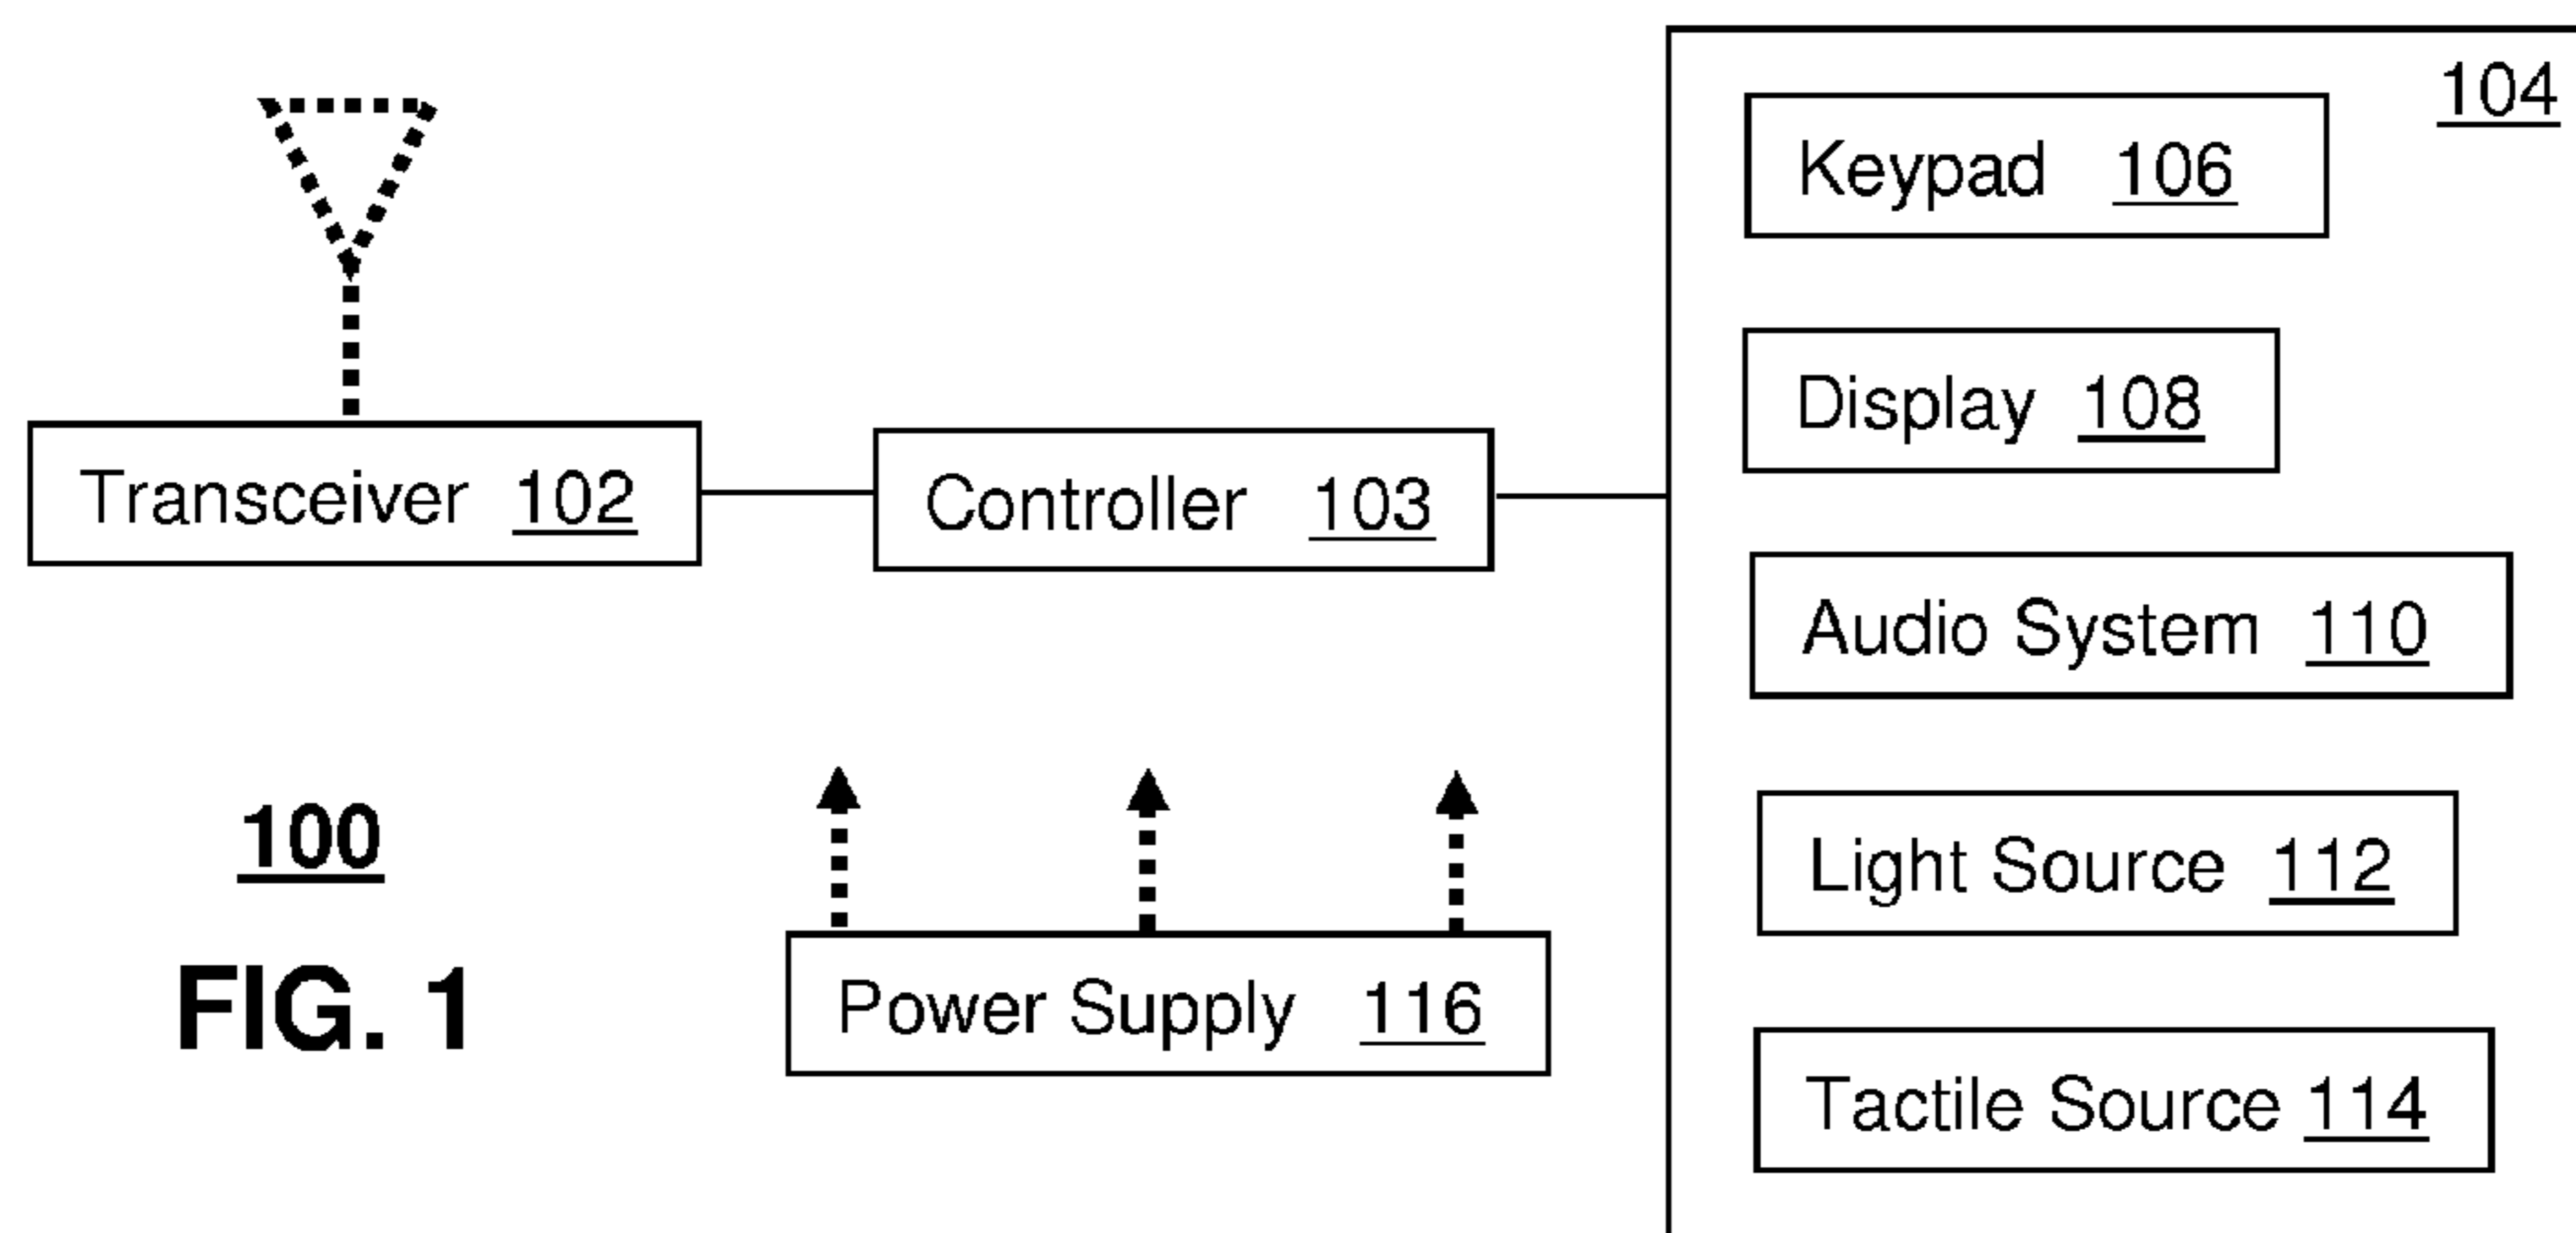 104
Keypad 106
Display 108
Transceiver 102
Controller 103
Audio System 110
100
Light Source 112
FIG. 1
Power Supply 116
Tactile Source 114